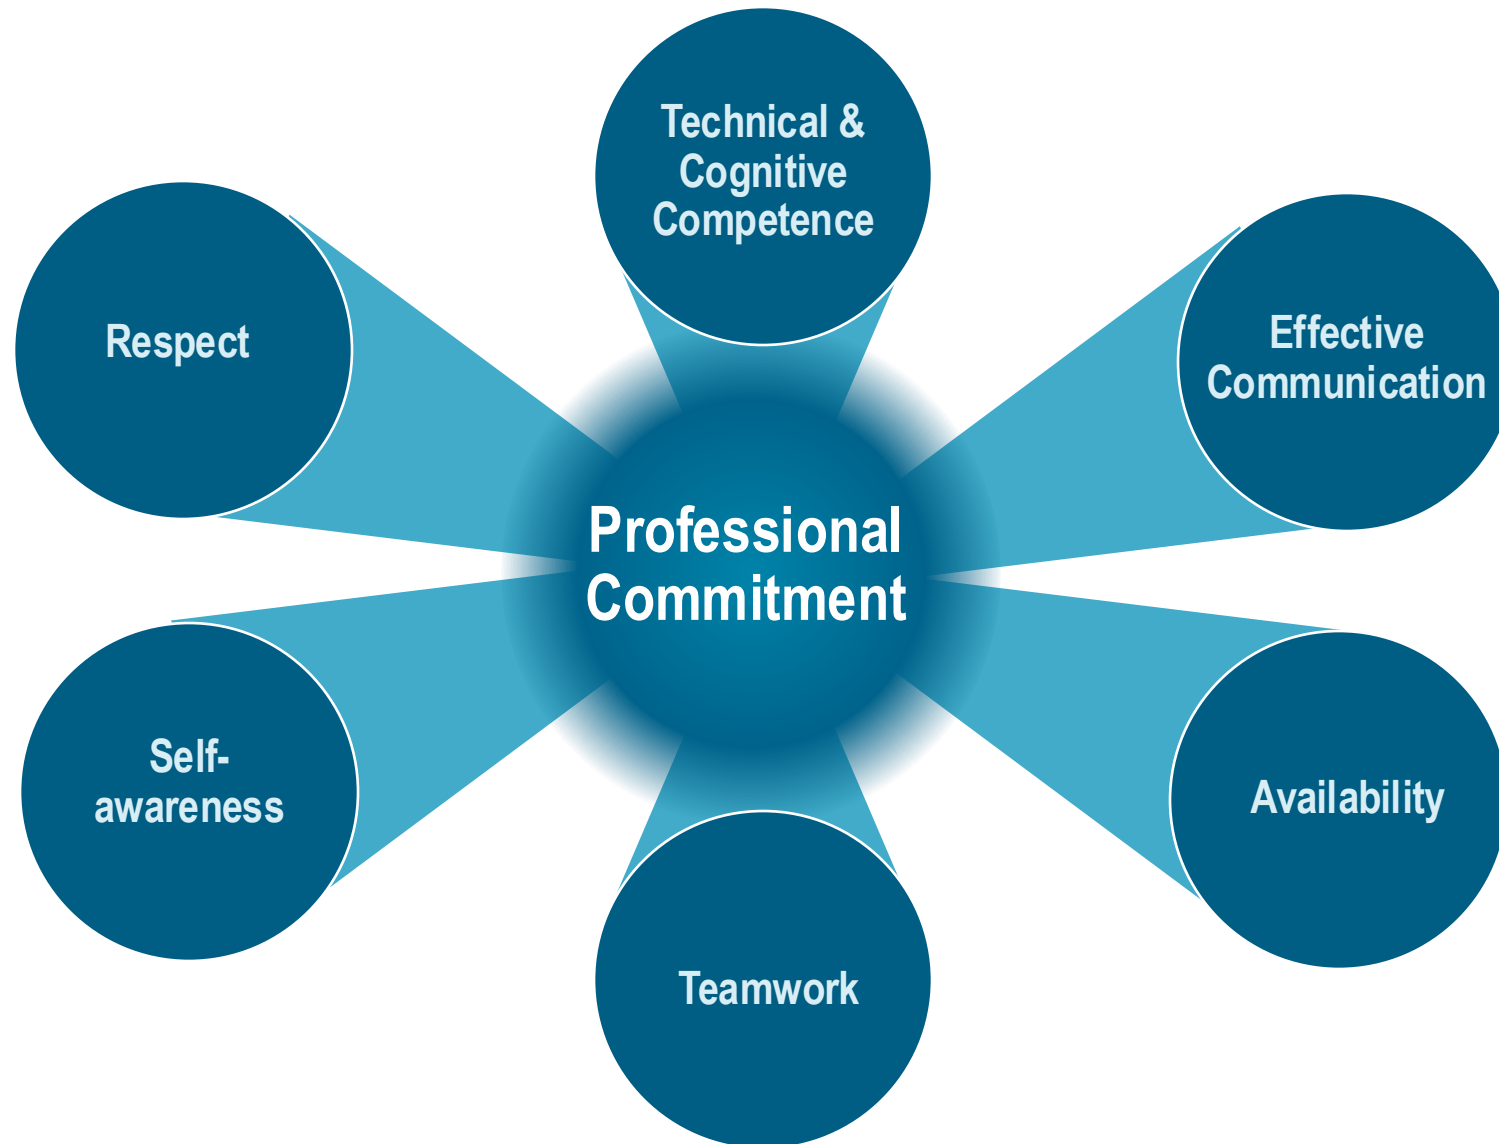 Technical &
Cognitive
Competence
Respect
Effective
Communication
Professional
Commitment
Self-
awareness
Availability
Teamwork